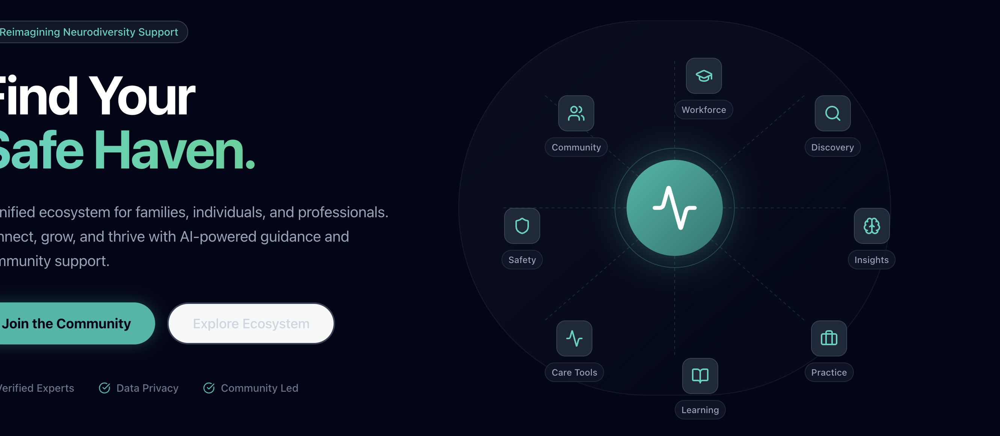 Reimagining Neurodiversity Support
Find Your
Safe Haven.
nified ecosystem for families, individuals, and professionals.
nnect, grow, and thrive with AI-powered guidance and
mmunity support.
Join the Community
Explore Ecosystem
Verified Experts
Data Privacy
Community Led
Workforce
Community
Discovery
Safety
Insights
Care Tools
Practice
Learning